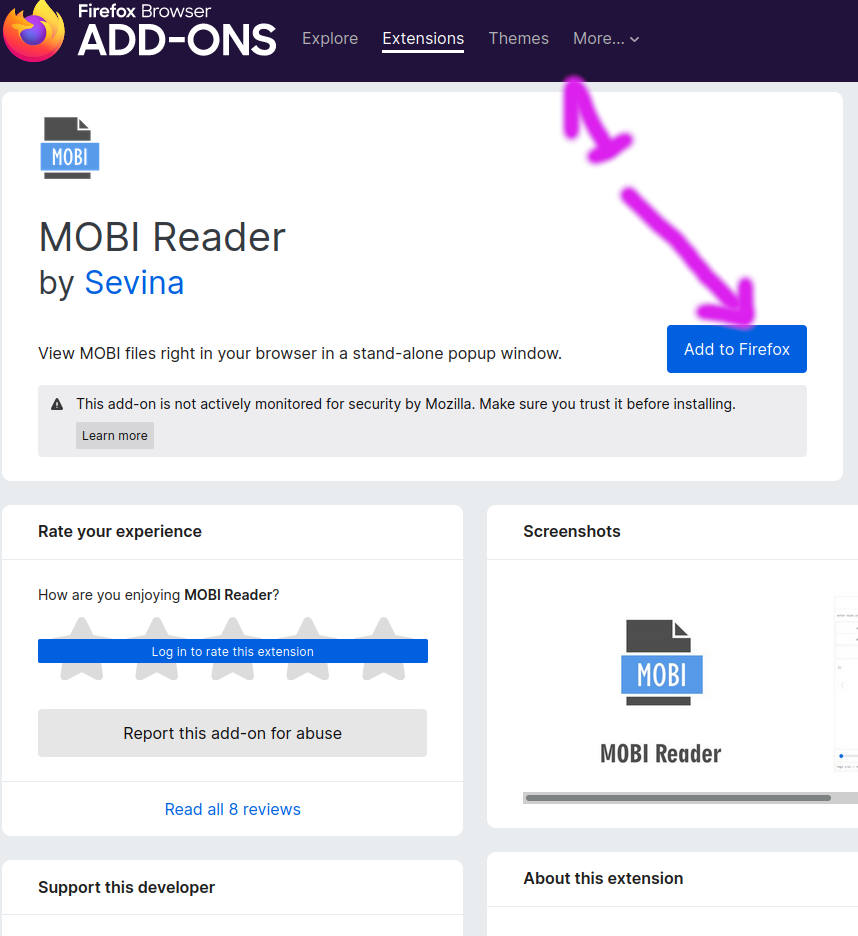 Firefox Browser
ADD-ONS
Explore Extensions Themes More...
MOBI
MOBI Reader
by Sevina
View MOBI files right in your browser in a stand-alone popup window.
Add to Firefox
This add-on is not actively monitored for security by Mozilla. Make sure you trust it before installing.
Learn more
Rate your experience
How are you enjoying MOBI Reader?
Log in to rate this extension
Report this add-on for abuse
Read all 8 reviews
Support this developer
Screenshots
MOBI
MOBI Reader
About this extension